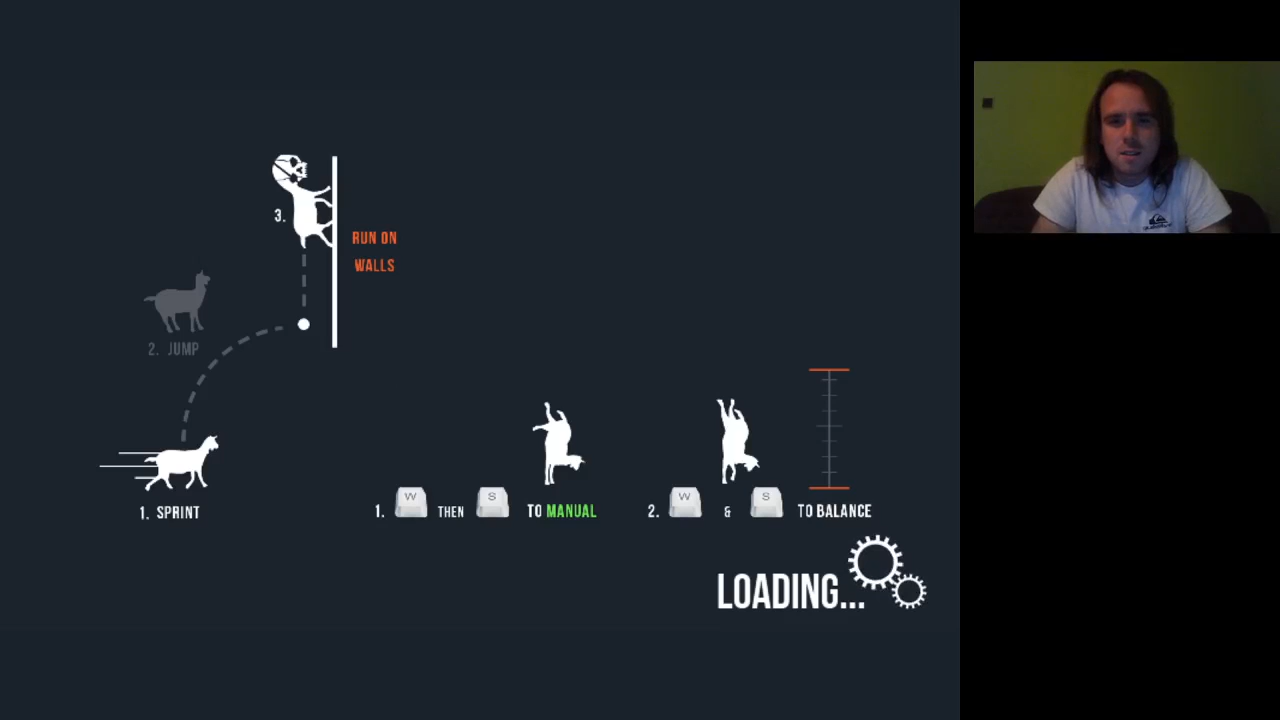 3.
RUN ON
WALLS
2. JUMP
1. SPRINT
1. W THEN S TO MANUAL
2. W & S TO BALANCE
LOADING...